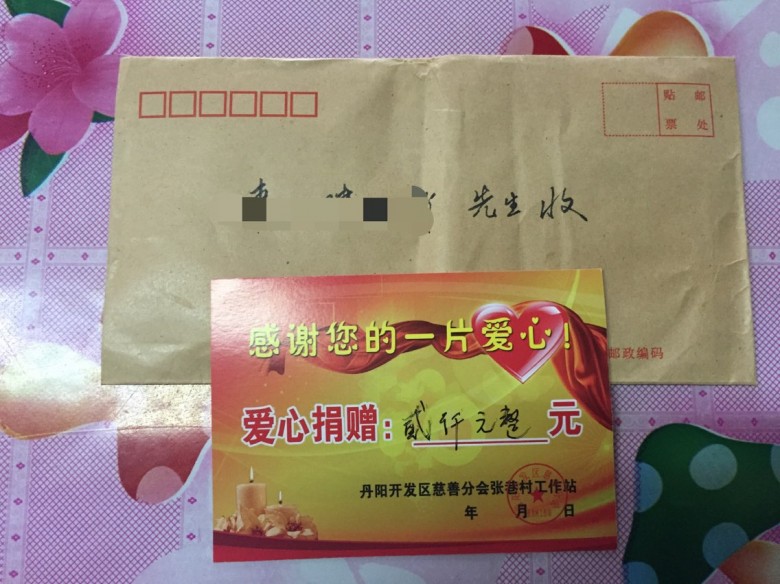 贴 邮
票 处
先生收
邮政编码
感谢您的一片爱心!
爱心捐赠:贰仟元整元
丹阳开发区慈善分会张巷村工作站
年 月 日